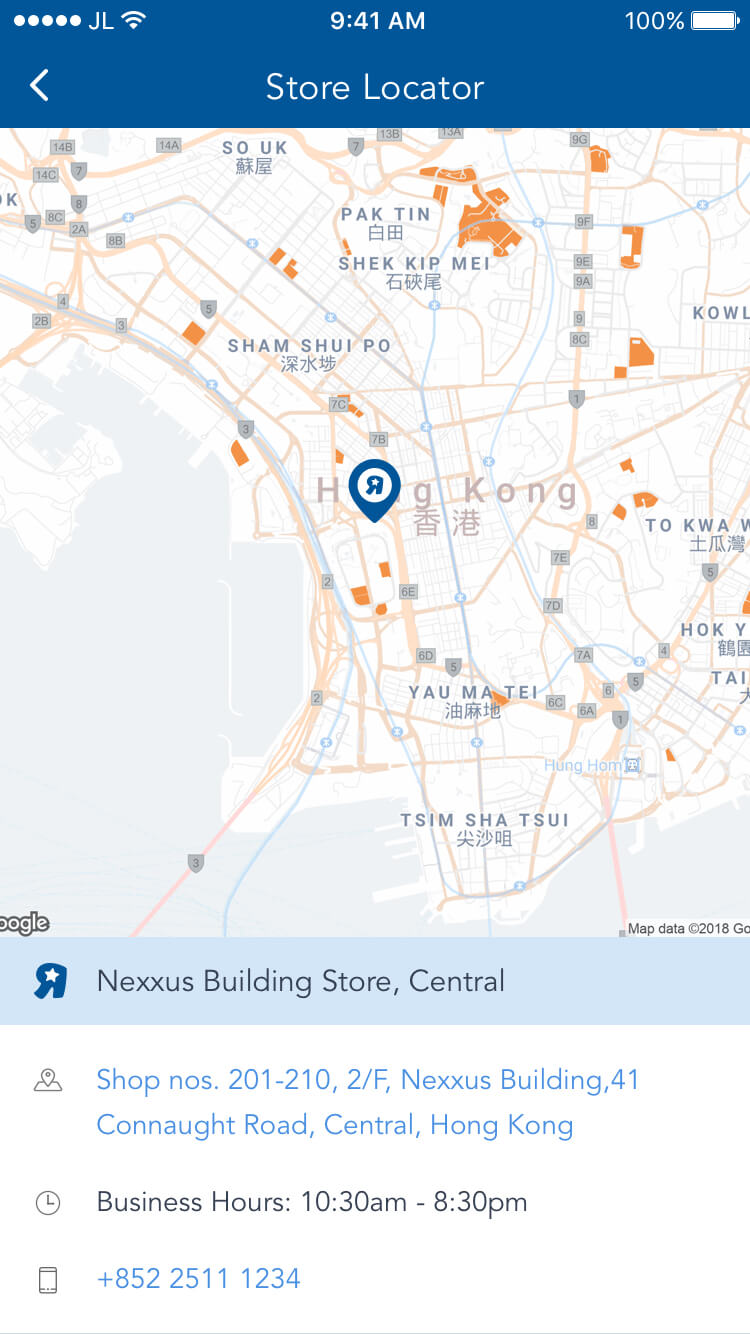 JL
9:41 AM
100%
Store Locator
13B
13A
9G
14B
14A
SO UK
蘇屋
7
14C
7
8
8C
5
2A
8B
PAK TIN
白田
9F
SHEK KIP MEI
石硤尾
9E
9A
4
2B
3
5
9
8C
KOWL
SHAM SHUI PO
深水埗
1
7C
3
7B
Hong Kong
香港
8
TO KWA W
土瓜灣
7E
5
2
6E
7D
HOK Y
鶴園
6D
5
7A
4
5
TAI
YAU MA TEI
油麻地
2
6C
6
6A
1
Hung Hom
TSIM SHA TSUI
尖沙咀
3
oogle
Map data ©2018 Go
Nexxus Building Store, Central
Shop nos. 201-210, 2/F, Nexxus Building,41
Connaught Road, Central, Hong Kong
Business Hours: 10:30am - 8:30pm
+852 2511 1234